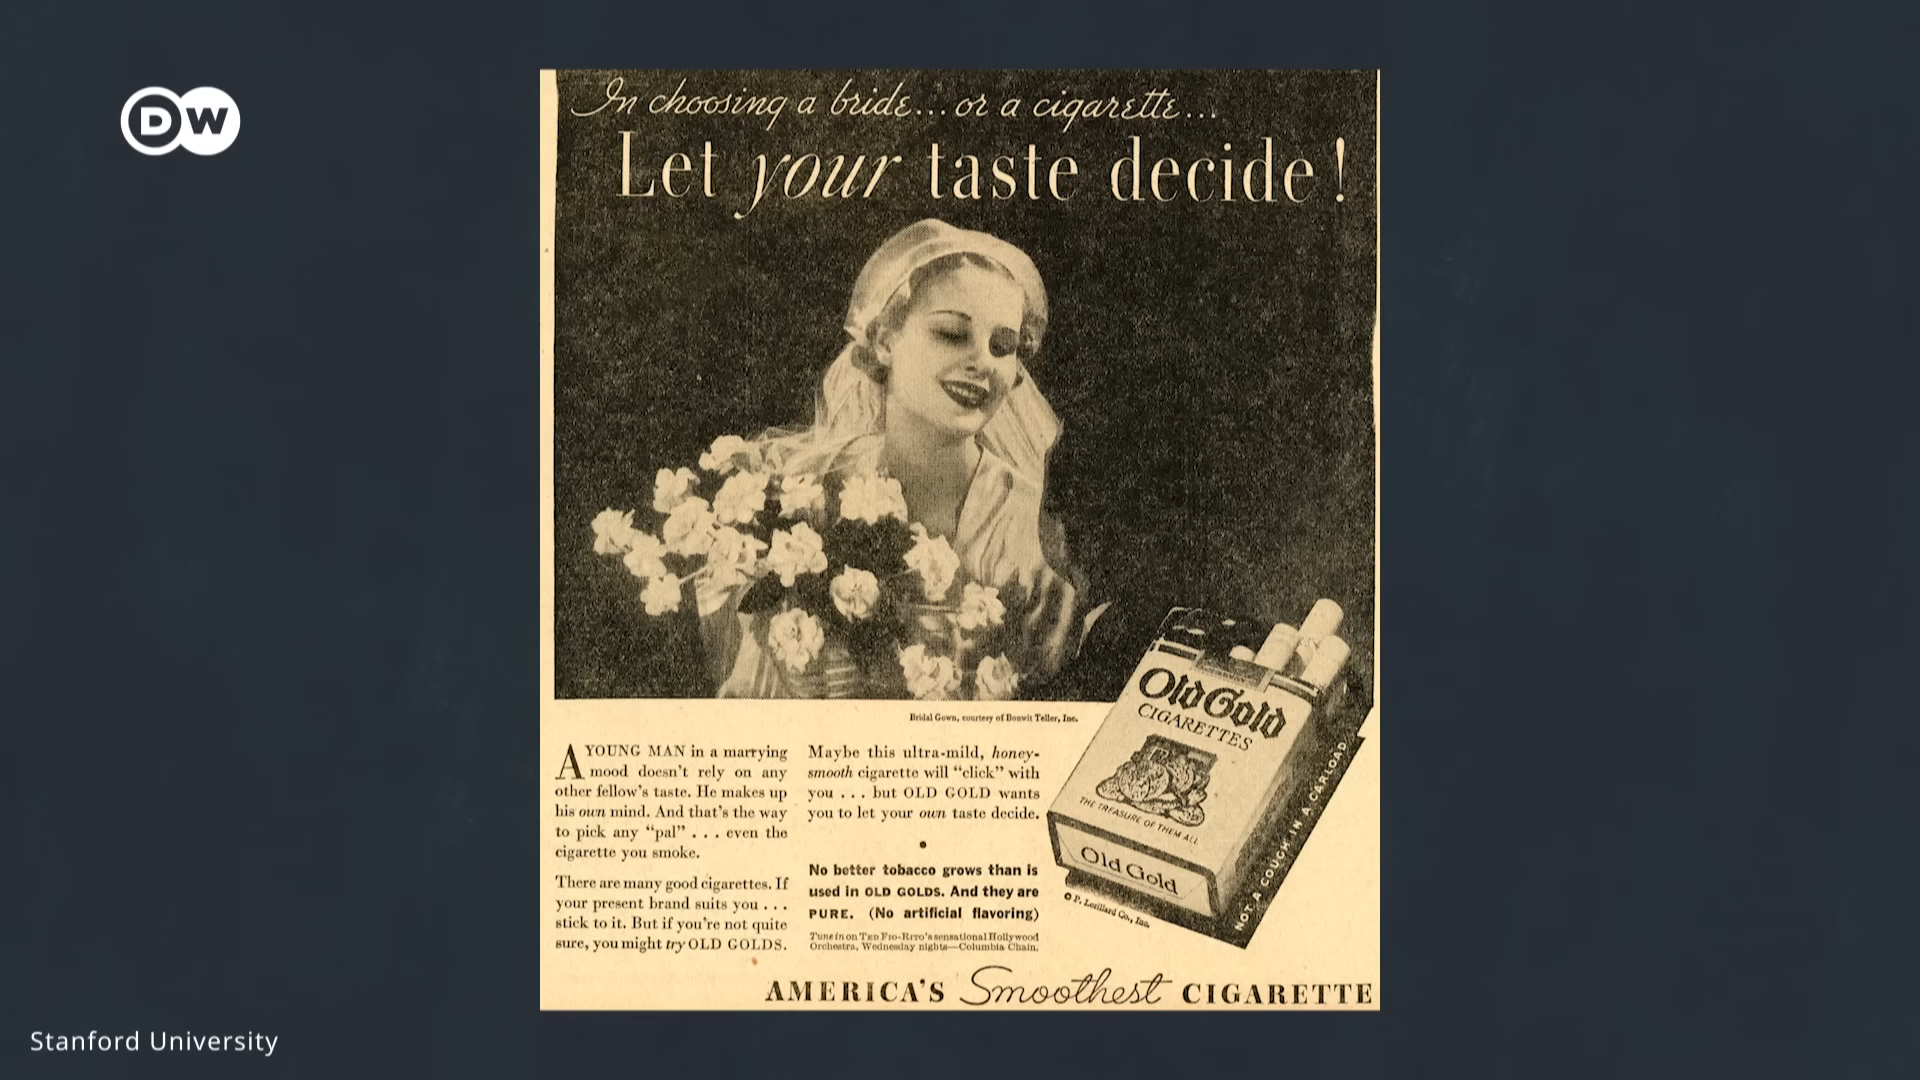 DW
In choosing a bride... or a cigarette...
Let your taste decide!
Bridal Gown, courtesy of Bonwit Teller, Inc.
A YOUNG MAN in a marrying
mood doesn't rely on any
other fellow's taste. He makes up
his own mind. And that's the way
to pick any "pal" . . . even the
cigarette you smoke.
There are many good cigarettes. If
your present brand suits you . . .
stick to it. But if you're not quite
sure, you might try OLD GOLDS.
Maybe this ultra-mild, honey-
smooth cigarette will "click" with
you . . . but OLD GOLD wants
you to let your own taste decide.
No better tobacco grows than is
used in OLD GOLDS. And they are
PURE. (No artificial flavoring)
Tune in on TED FIO-RITO's sensational Hollywood
Orchestra, Wednesday nights—Columbia Chain.
Old Gold
CIGARETTES
THE TREASURE OF THEM ALL
Old Gold
NOT A COUGH IN A CARLOAD
© P. Lorillard Co., Inc.
AMERICA'S Smoothest CIGARETTE
Stanford University